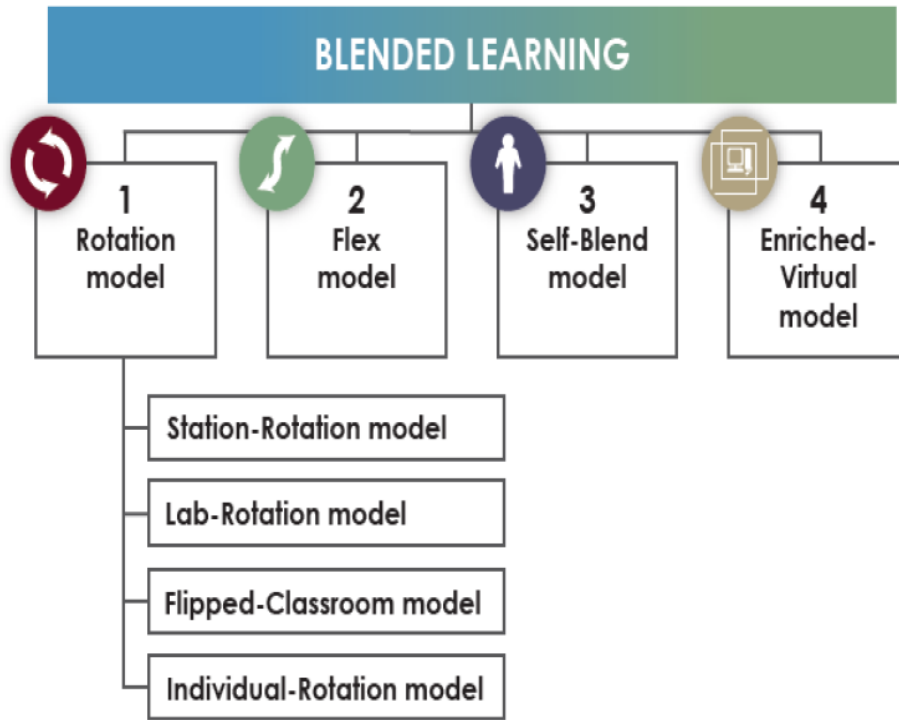 BLENDED LEARNING
1
Rotation
model
2
Flex
model
3
Self-Blend
model
4
Enriched-
Virtual
model
Station-Rotation model
Lab-Rotation model
Flipped-Classroom model
Individual-Rotation model